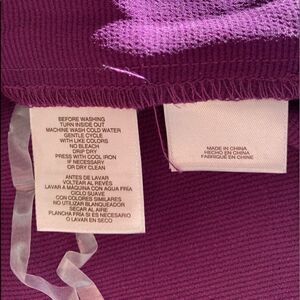 BEFORE WASHING
TURN INSIDE OUT
MACHINE WASH COLD WATER
GENTLE CYCLE
WITH LIKE COLORS
NO BLEACH
DRIP DRY
PRESS WITH COOL IRON
IF NECESSARY
OR DRY CLEAN
ANTES DE LAVAR
VOLTEAR AL REVÉS
LAVAR A MÁQUINA CON AGUA FRÍA
CICLO SUAVE
CON COLORES SIMILARES
NO UTILIZAR BLANQUEADOR
SECAR AL AIRE
PLANCHA FRÍA SI ES NECESARIO
O LAVAR EN SECO
MADE IN CHINA
HECHO EN CHINA
FABRIQUE EN CHINE